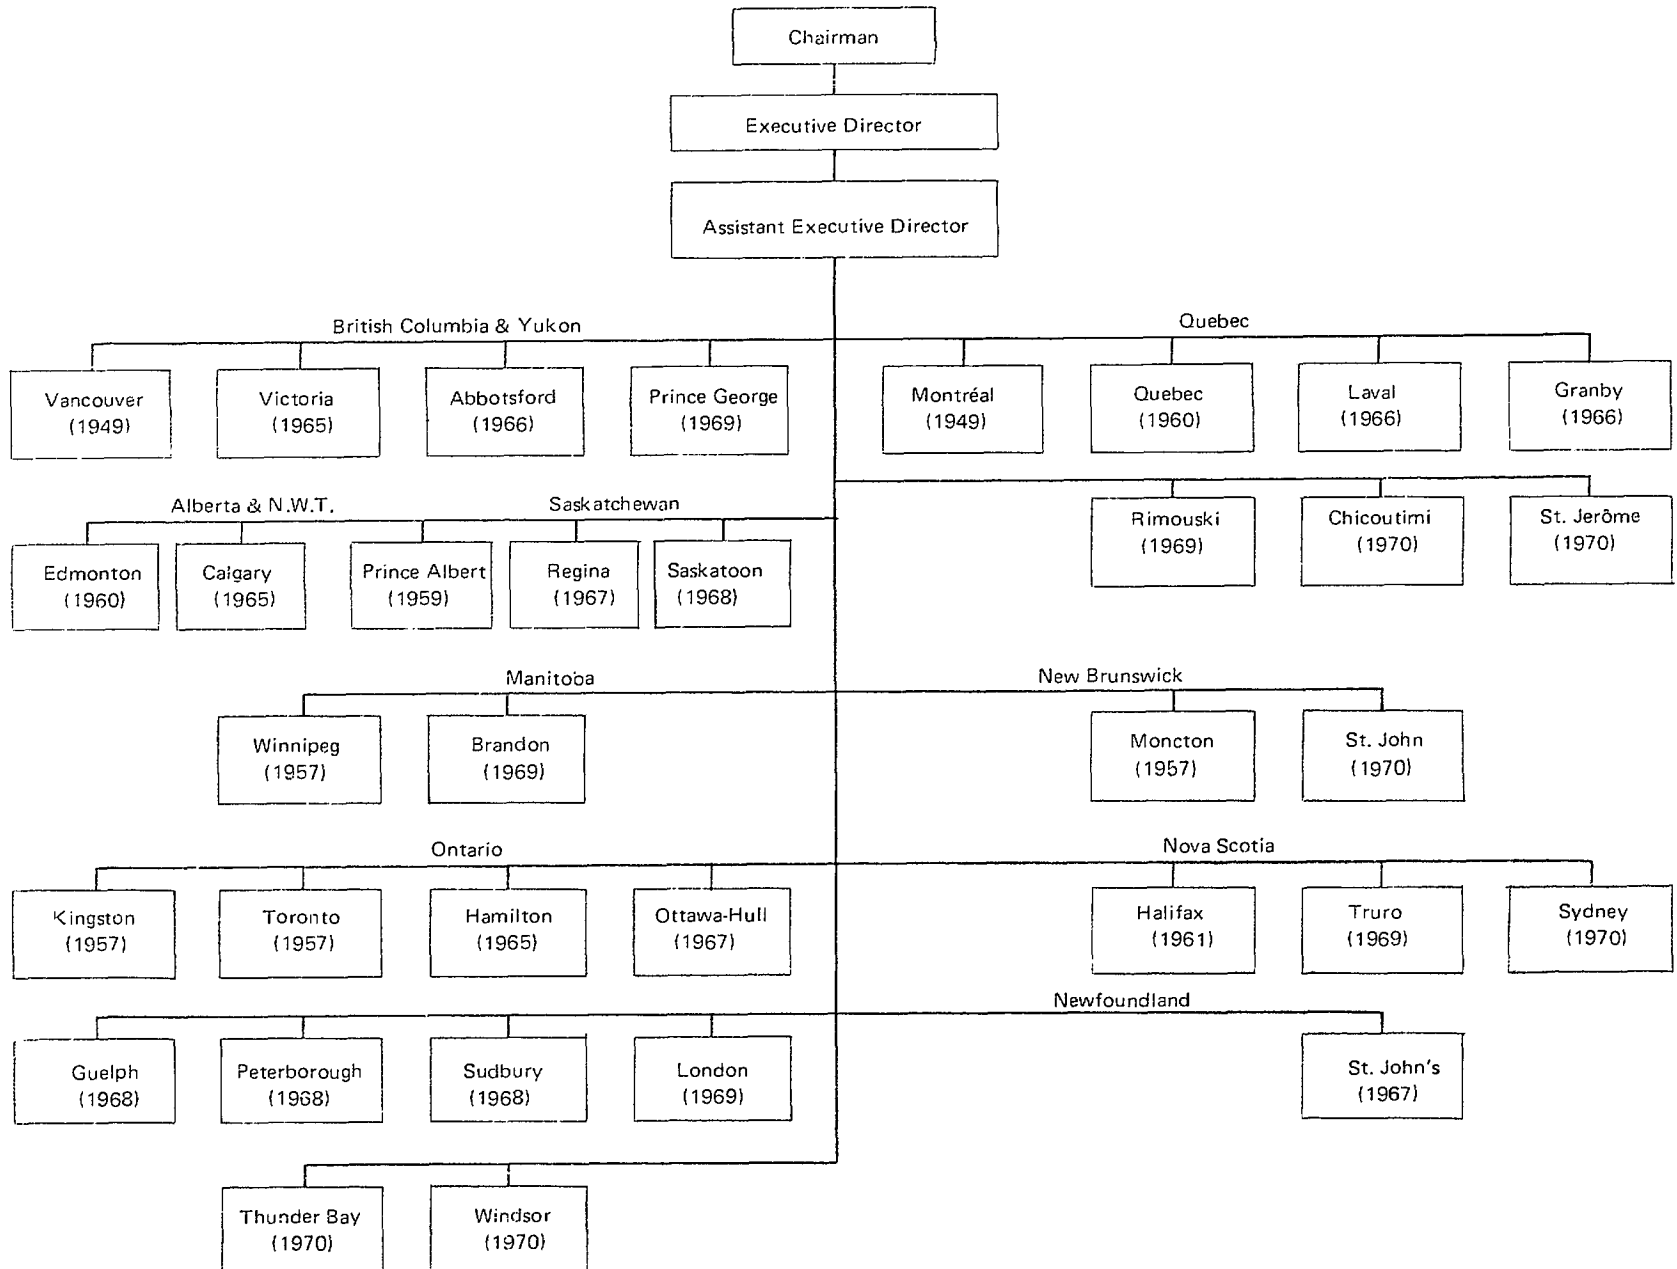 Chairman
Executive Director
Assistant Executive Director
British Columbia & Yukon
Quebec
Vancouver
(1949)
Victoria
(1965)
Abbotsford
(1966)
Prince George
(1969)
Montréal
(1949)
Quebec
(1960)
Laval
(1966)
Granby
(1966)
Rimouski
(1969)
Chicoutimi
(1970)
St. Jerôme
(1970)
Alberta & N.W.T.
Saskatchewan
Edmonton
(1960)
Calgary
(1965)
Prince Albert
(1959)
Regina
(1967)
Saskatoon
(1968)
Manitoba
New Brunswick
Winnipeg
(1957)
Brandon
(1969)
Moncton
(1957)
St. John
(1970)
Ontario
Nova Scotia
Kingston
(1957)
Toronto
(1957)
Hamilton
(1965)
Ottawa-Hull
(1967)
Halifax
(1961)
Truro
(1969)
Sydney
(1970)
Newfoundland
Guelph
(1968)
Peterborough
(1968)
Sudbury
(1968)
London
(1969)
St. John's
(1967)
Thunder Bay
(1970)
Windsor
(1970)